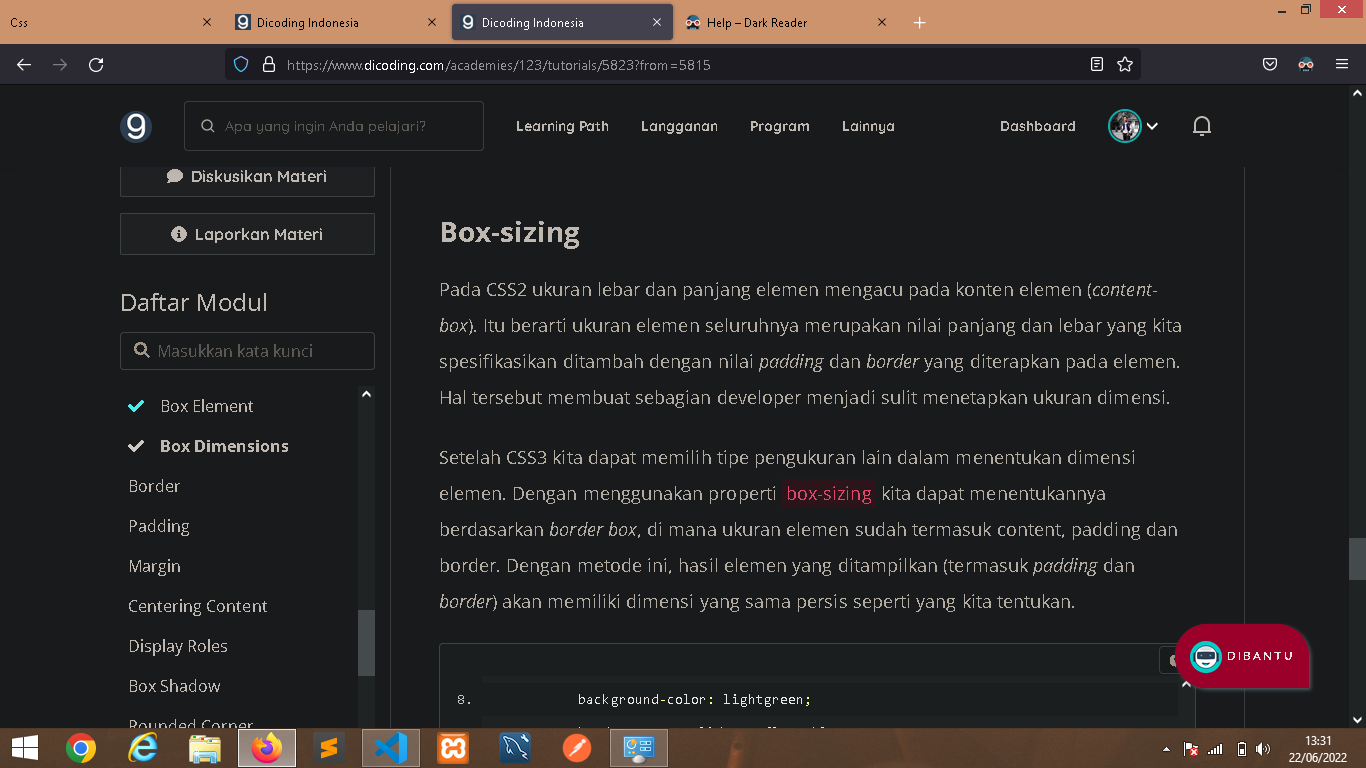 Css
Dicoding Indonesia
Dicoding Indonesia
Help – Dark Reader
https://www.dicoding.com/academies/123/tutorials/5823?from=5815
Apa yang ingin Anda pelajari?
Learning Path
Langganan
Program
Lainnya
Dashboard
Diskusikan Materi
Laporkan Materi
Daftar Modul
Masukkan kata kunci
Box Element
Box Dimensions
Border
Padding
Margin
Centering Content
Display Roles
Box Shadow
Rounded Corner
Box-sizing
Pada CSS2 ukuran lebar dan panjang elemen mengacu pada konten elemen (content-
box). Itu berarti ukuran elemen seluruhnya merupakan nilai panjang dan lebar yang kita
spesifikasikan ditambah dengan nilai padding dan border yang diterapkan pada elemen.
Hal tersebut membuat sebagian developer menjadi sulit menetapkan ukuran dimensi.
Setelah CSS3 kita dapat memilih tipe pengukuran lain dalam menentukan dimensi
elemen. Dengan menggunakan properti box-sizing kita dapat menentukannya
berdasarkan border box, di mana ukuran elemen sudah termasuk content, padding dan
border. Dengan metode ini, hasil elemen yang ditampilkan (termasuk padding dan
border) akan memiliki dimensi yang sama persis seperti yang kita tentukan.
8. background-color: lightgreen;
DIBANTU
13:31
22/06/2022